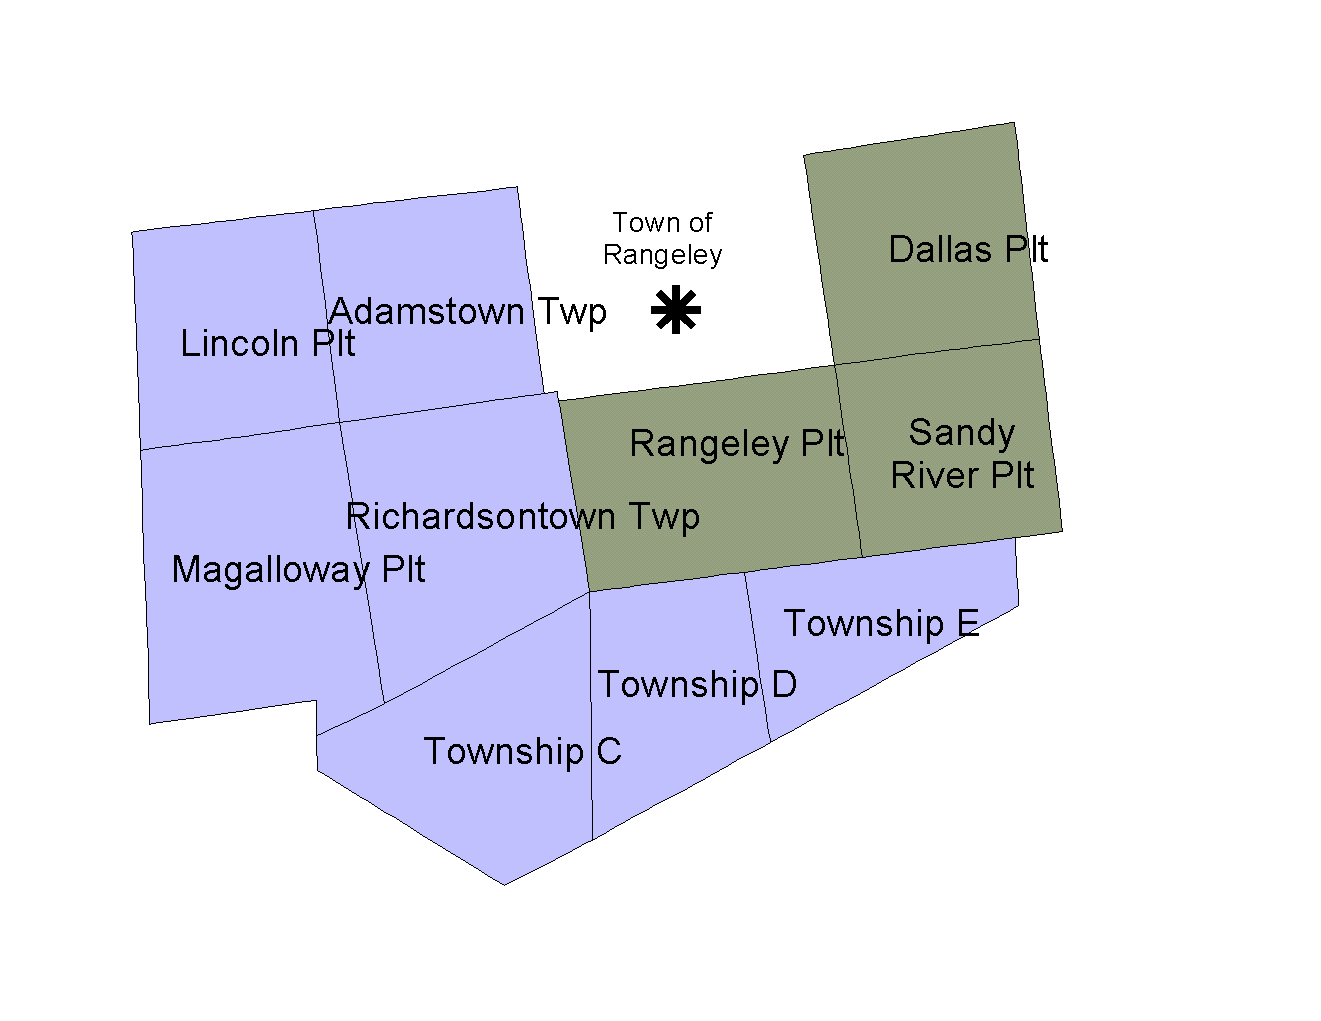 Town of
Rangeley
Dallas Plt
Adamstown Twp
Lincoln Plt
Rangeley Plt
Sandy
River Plt
Richardsontown Twp
Magalloway Plt
Township E
Township D
Township C